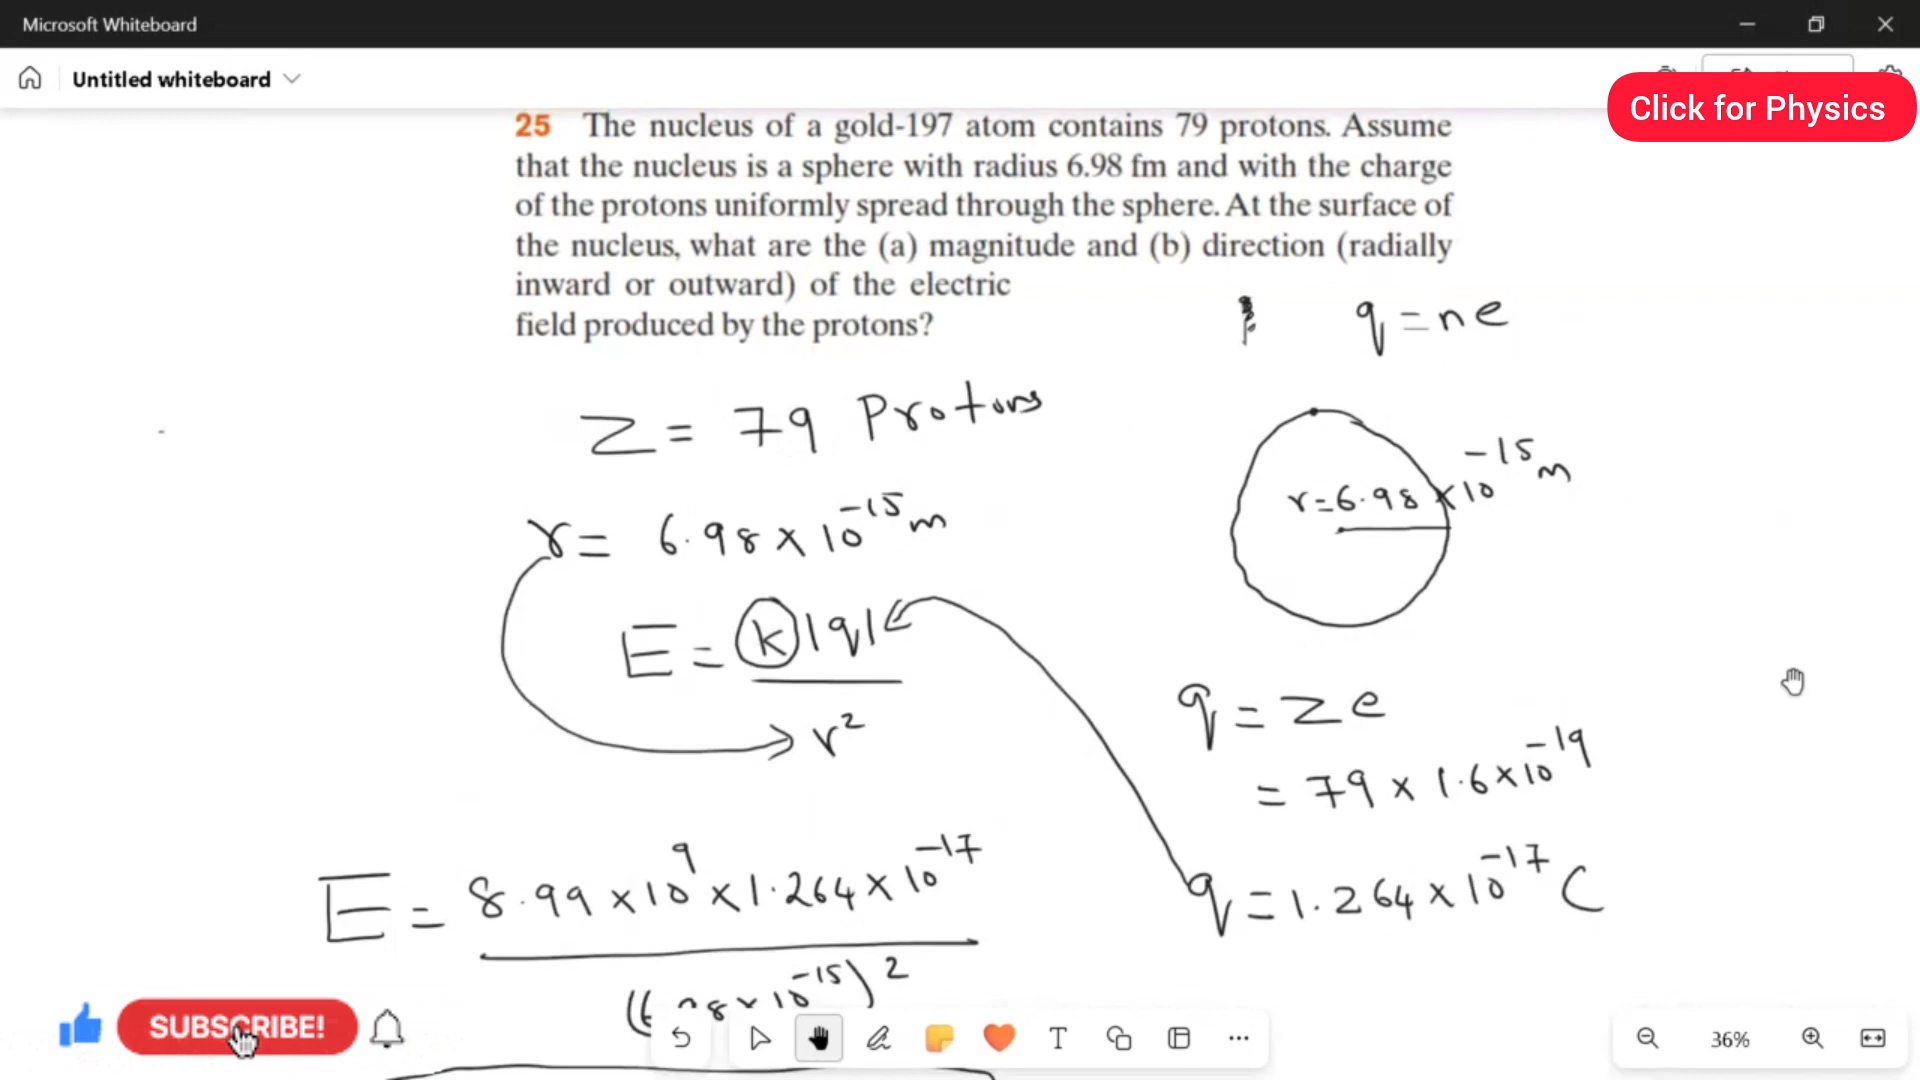 Microsoft Whiteboard
Untitled whiteboard
Click for Physics
25 The nucleus of a gold-197 atom contains 79 protons. Assume
that the nucleus is a sphere with radius 6.98 fm and with the charge
of the protons uniformly spread through the sphere. At the surface of
the nucleus, what are the (a) magnitude and (b) direction (radially
inward or outward) of the electric
field produced by the protons?
q = ne
Z = 79 Protons
r = 6.98 × 10^-15 m
r = 6.98 × 10^-15 m
E = k|q|
r²
q = Ze
= 79 × 1.6 × 10^-19
q = 1.264 × 10^-17 C
E = 8.99 × 10^9 × 1.264 × 10^-17
8 × 10^-15)²
SUBSCRIBE!
36%